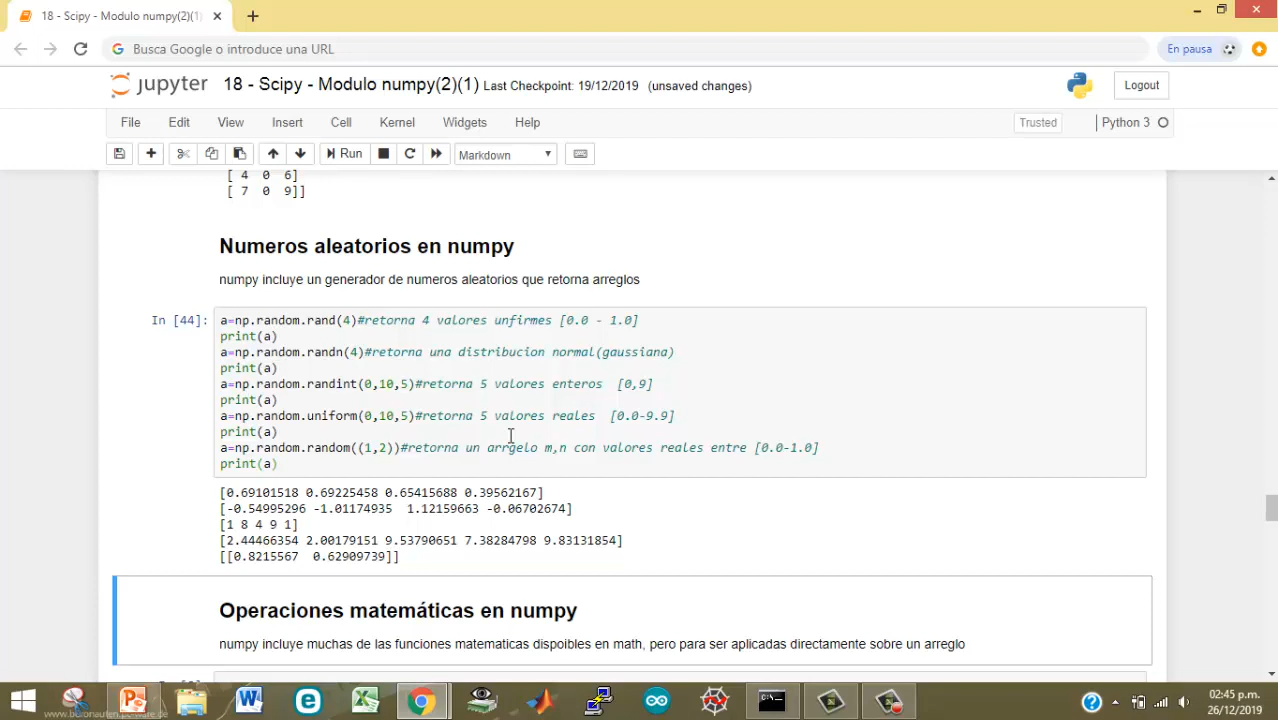 18 - Scipy - Modulo numpy(2)(1)
Busca Google o introduce una URL
En pausa
jupyter 18 - Scipy - Modulo numpy(2)(1) Last Checkpoint: 19/12/2019 (unsaved changes)
Logout
File Edit View Insert Cell Kernel Widgets Help
Trusted
Python 3
Run
Markdown
[ 4 0 6]
[ 7 0 9]]
Numeros aleatorios en numpy
numpy incluye un generador de numeros aleatorios que retorna arreglos
In [44]: a=np.random.rand(4)#retorna 4 valores unfirmes [0.0 - 1.0]
print(a)
a=np.random.randn(4)#retorna una distribucion normal(gaussiana)
print(a)
a=np.random.randint(0,10,5)#retorna 5 valores enteros [0,9]
print(a)
a=np.random.uniform(0,10,5)#retorna 5 valores reales [0.0-9.9]
print(a)
a=np.random.random((1,2))#retorna un arrgelo m,n con valores reales entre [0.0-1.0]
print(a)
[0.69101518 0.69225458 0.65415688 0.39562167]
[-0.54995296 -1.01174935 1.12159663 -0.06702674]
[1 8 4 9 1]
[2.44466354 2.00179151 9.53790651 7.38284798 9.83131854]
[[0.8215567 0.62909739]]
Operaciones matemáticas en numpy
numpy incluye muchas de las funciones matematicas dispoibles en math, pero para ser aplicadas directamente sobre un arreglo
02:45 p.m.
26/12/2019